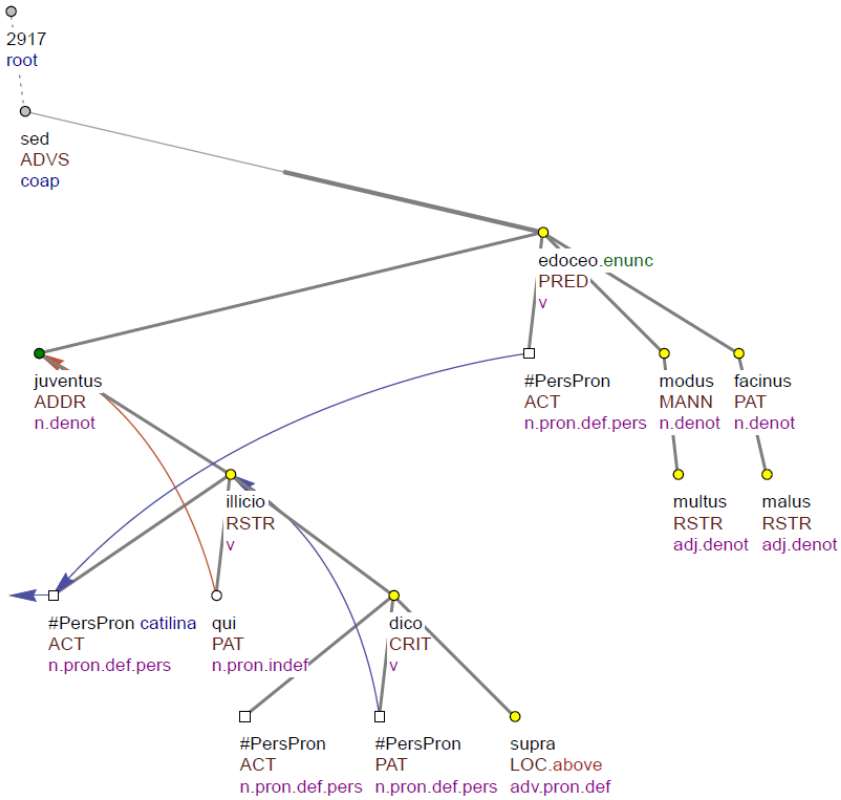 2917
root
sed
ADVS
coap
edoceo.enunc
PRED
v
juventus
ADDR
n.denot
#PersPron
ACT
n.pron.def.pers
modus
MANN
n.denot
facinus
PAT
n.denot
illicio
RSTR
v
multus
RSTR
adj.denot
malus
RSTR
adj.denot
#PersPron catilina
ACT
n.pron.def.pers
qui
PAT
n.pron.indef
dico
CRIT
v
#PersPron
ACT
n.pron.def.pers
#PersPron
PAT
n.pron.def.pers
supra
LOC.above
adv.pron.def